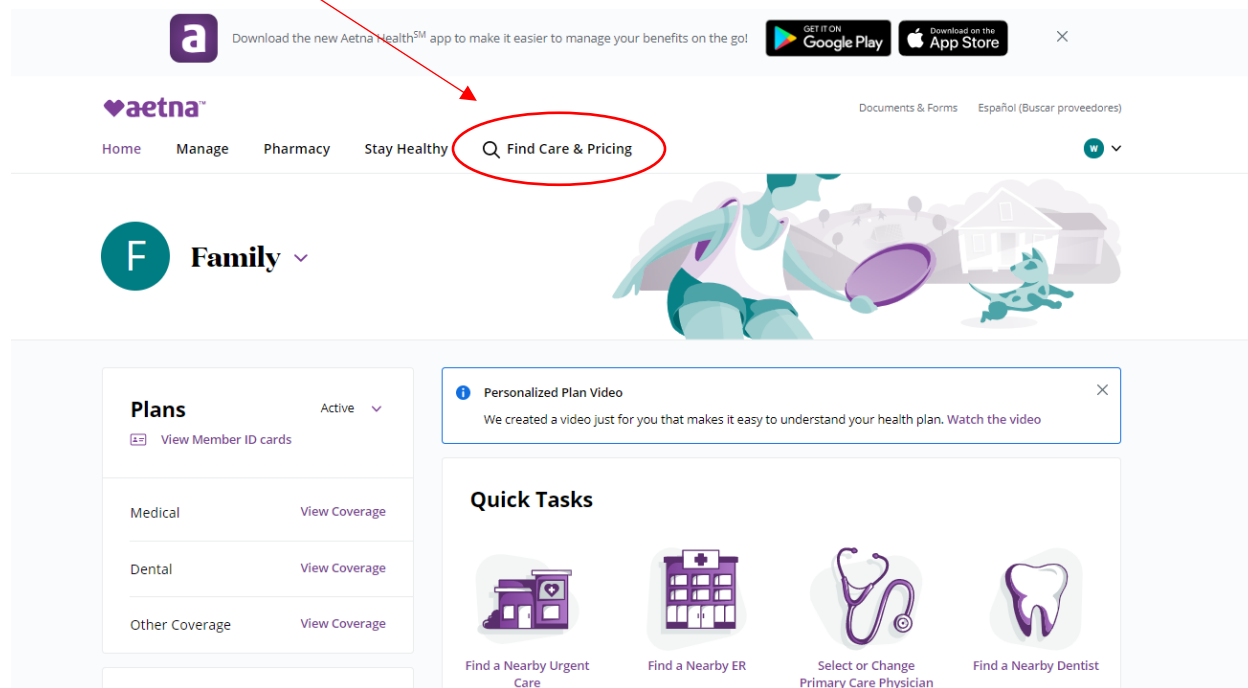 a
Download the new Aetna Health℠ app to make it easier to manage your benefits on the go!
GET IT ON
Google Play
Download on the
App Store
aetna™
Documents & Forms Español (Buscar proveedores)
Home Manage Pharmacy Stay Healthy Find Care & Pricing
W
F
Family
Plans
Active
View Member ID cards
Medical View Coverage
Dental View Coverage
Other Coverage View Coverage
Personalized Plan Video
We created a video just for you that makes it easy to understand your health plan. Watch the video
Quick Tasks
Find a Nearby Urgent
Care
Find a Nearby ER
Select or Change
Primary Care Physician
Find a Nearby Dentist